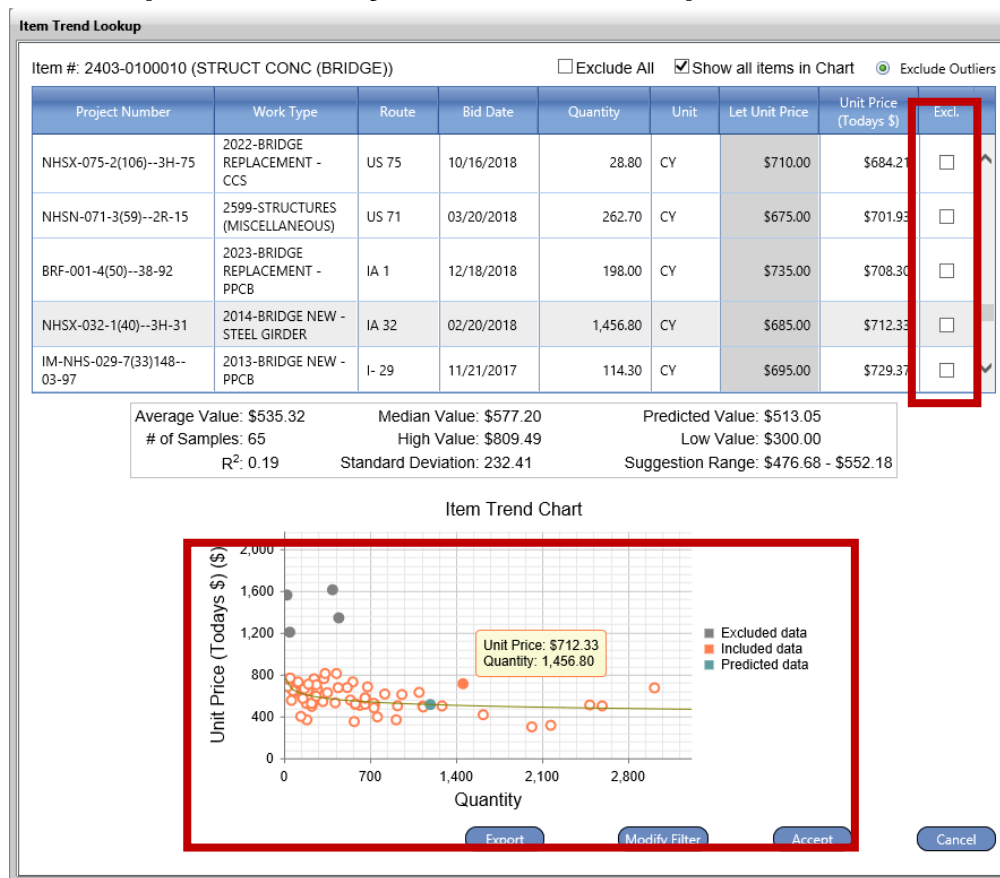 Item Trend Lookup
Item #: 2403-0100010 (STRUCT CONC (BRIDGE)) Exclude All Show all items in Chart Exclude Outliers
Project Number Work Type Route Bid Date Quantity Unit Let Unit Price Unit Price (Todays $) Excl.
NHSX-075-2(106)--3H-75 2022-BRIDGE REPLACEMENT - CCS US 75 10/16/2018 28.80 CY $710.00 $684.21
NHSN-071-3(59)--2R-15 2599-STRUCTURES (MISCELLANEOUS) US 71 03/20/2018 262.70 CY $675.00 $701.93
BRF-001-4(50)--38-92 2023-BRIDGE REPLACEMENT - PPCB IA 1 12/18/2018 198.00 CY $735.00 $708.30
NHSX-032-1(40)--3H-31 2014-BRIDGE NEW - STEEL GIRDER IA 32 02/20/2018 1,456.80 CY $685.00 $712.33
IM-NHS-029-7(33)148--03-97 2013-BRIDGE NEW - PPCB I- 29 11/21/2017 114.30 CY $695.00 $729.37
Average Value: $535.32 Median Value: $577.20 Predicted Value: $513.05
# of Samples: 65 High Value: $809.49 Low Value: $300.00
R²: 0.19 Standard Deviation: 232.41 Suggestion Range: $476.68 - $552.18
Item Trend Chart
Unit Price (Todays $) ($)
2,000
1,600
1,200
800
400
0
0 700 1,400 2,100 2,800
Quantity
Unit Price: $712.33
Quantity: 1,456.80
Excluded data
Included data
Predicted data
Export Modify Filter Accept Cancel